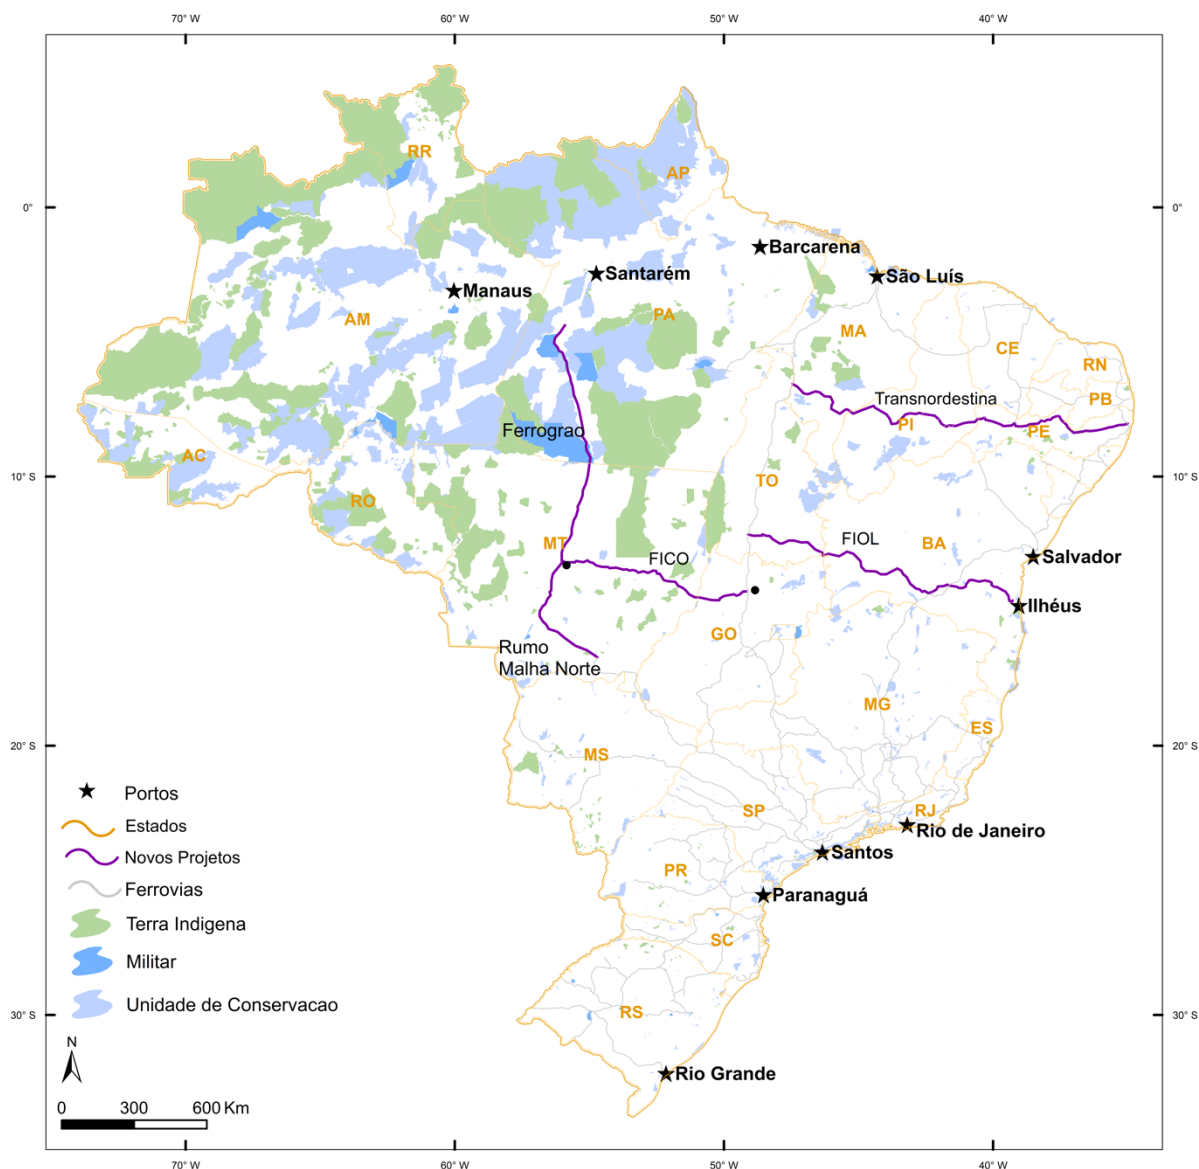 70° W 60° W 50° W 40° W
RR
AP
0° 0°
Barcarena
Santarém
São Luís
Manaus
AM
PA
MA
CE
RN
Transnordestina
PB
PI
PE
Ferrograo
AC
10° S 10° S
TO
RO
MT
FIOL
BA
FICO
Salvador
Ilhéus
GO
Rumo
Malha Norte
MG
ES
20° S 20° S
MS
Portos
SP
RJ
Estados
Rio de Janeiro
Novos Projetos
Santos
PR
Ferrovias
Paranaguá
Terra Indigena
SC
Militar
Unidade de Conservacao
30° S 30° S
RS
N
Rio Grande
0 300 600 Km
70° W 60° W 50° W 40° W